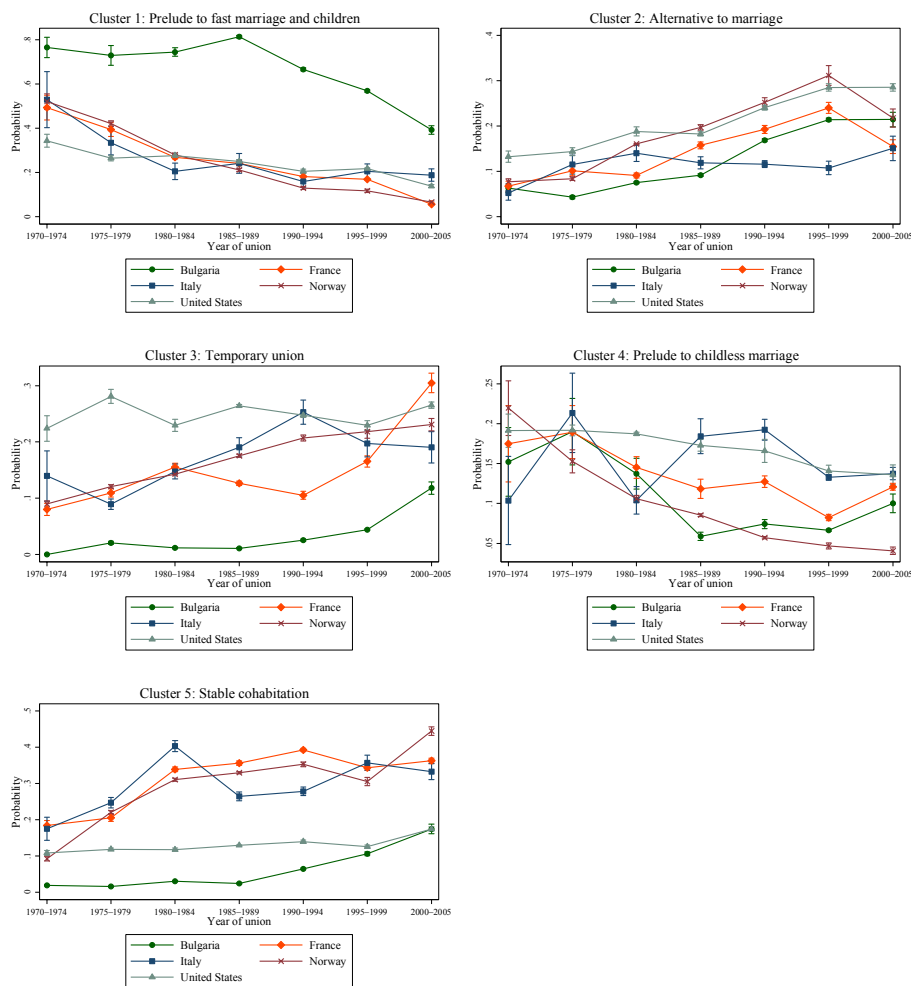 Cluster 1: Prelude to fast marriage and children
Probability
0 .2 .4 .6 .8
1970–1974 1975–1979 1980–1984 1985–1989 1990–1994 1995–1999 2000–2005
Year of union
Bulgaria France
Italy Norway
United States
Cluster 2: Alternative to marriage
Probability
0 .1 .2 .3 .4
1970–1974 1975–1979 1980–1984 1985–1989 1990–1994 1995–1999 2000–2005
Year of union
Bulgaria France
Italy Norway
United States
Cluster 3: Temporary union
Probability
0 .1 .2 .3
1970–1974 1975–1979 1980–1984 1985–1989 1990–1994 1995–1999 2000–2005
Year of union
Bulgaria France
Italy Norway
United States
Cluster 4: Prelude to childless marriage
Probability
.05 .1 .15 .2 .25
1970–1974 1975–1979 1980–1984 1985–1989 1990–1994 1995–1999 2000–2005
Year of union
Bulgaria France
Italy Norway
United States
Cluster 5: Stable cohabitation
Probability
0 .1 .2 .3 .4 .5
1970–1974 1975–1979 1980–1984 1985–1989 1990–1994 1995–1999 2000–2005
Year of union
Bulgaria France
Italy Norway
United States